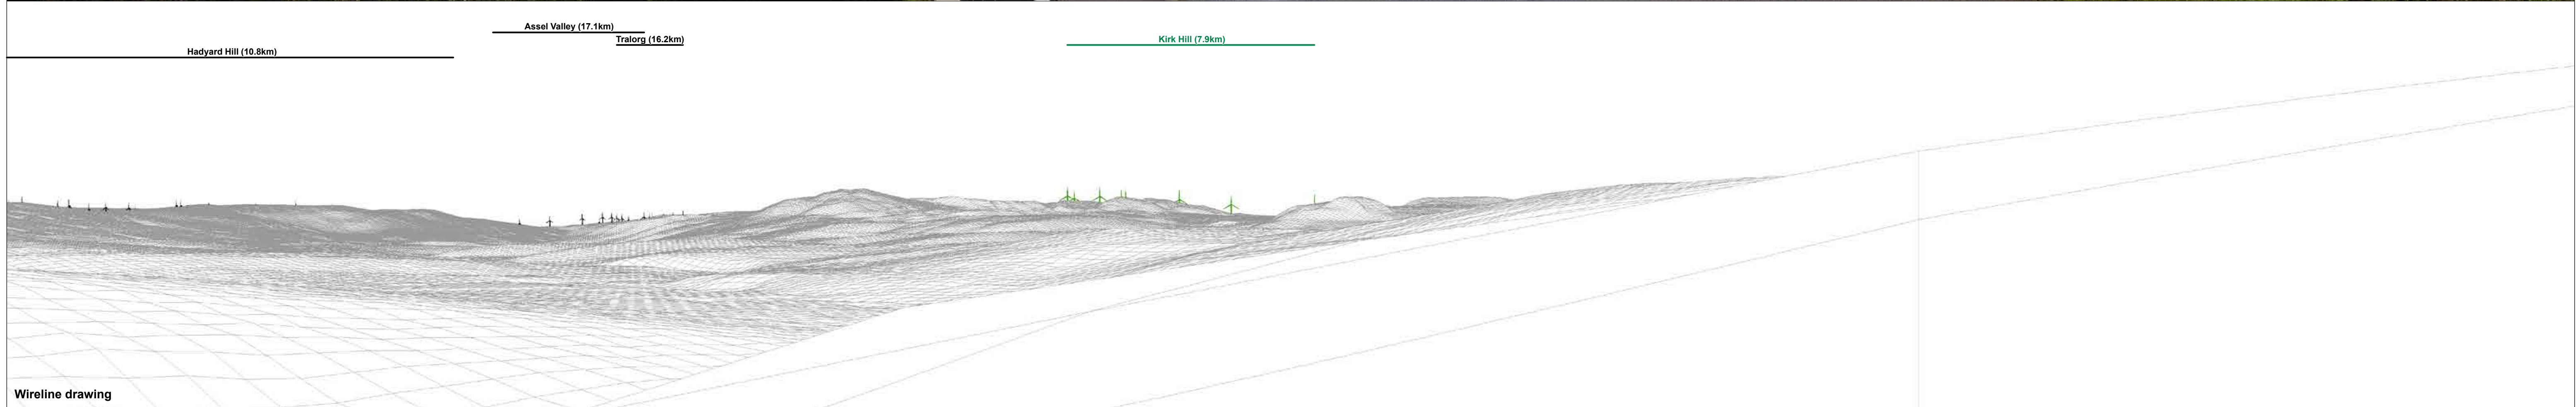 Assel Valley (17.1km)
Tralorg (16.2km)
Kirk Hill (7.9km)
Hadyard Hill (10.8km)
Wireline drawing